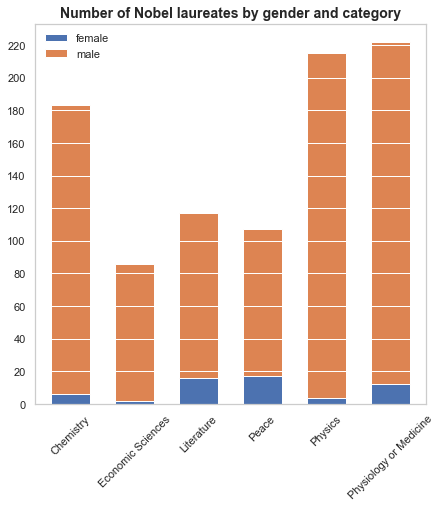 Number of Nobel laureates by gender and category
female
male
220
200
180
160
140
120
100
80
60
40
20
0
Chemistry
Economic Sciences
Literature
Peace
Physics
Physiology or Medicine